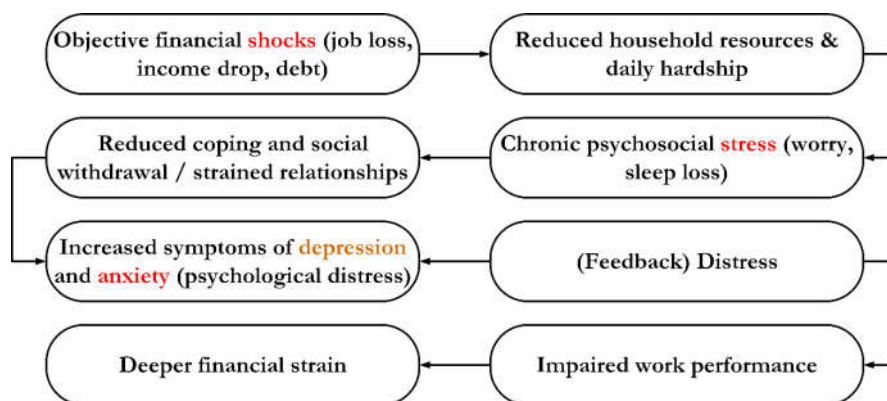 Objective financial shocks (job loss,
income drop, debt)
Reduced household resources &
daily hardship
Reduced coping and social
withdrawal / strained relationships
Chronic psychosocial stress (worry,
sleep loss)
Increased symptoms of depression
and anxiety (psychological distress)
(Feedback) Distress
Deeper financial strain
Impaired work performance